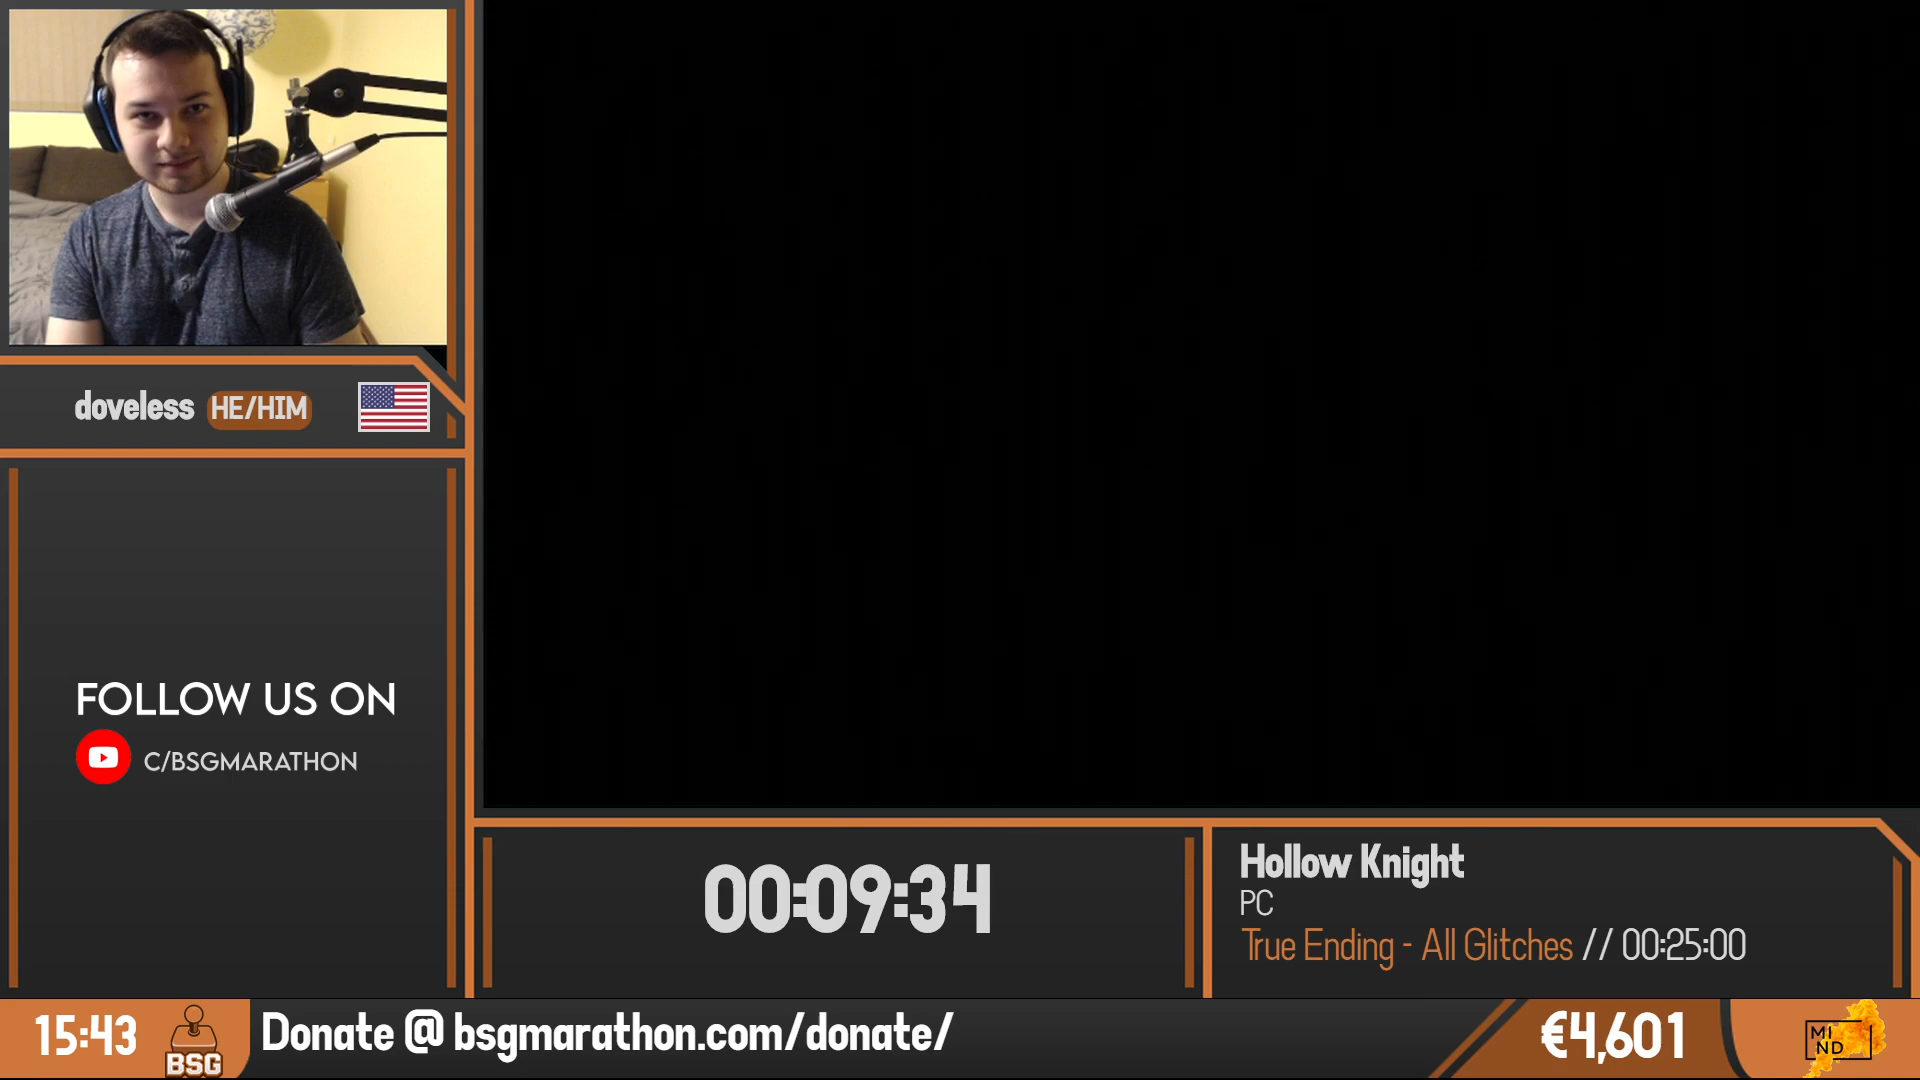 doveless HE/HIM
FOLLOW US ON
C/BSGMARATHON
00:09:34
Hollow Knight
PC
True Ending - All Glitches // 00:25:00
15:43
BSG
Donate @ bsgmarathon.com/donate/
€4,601
MI
ND